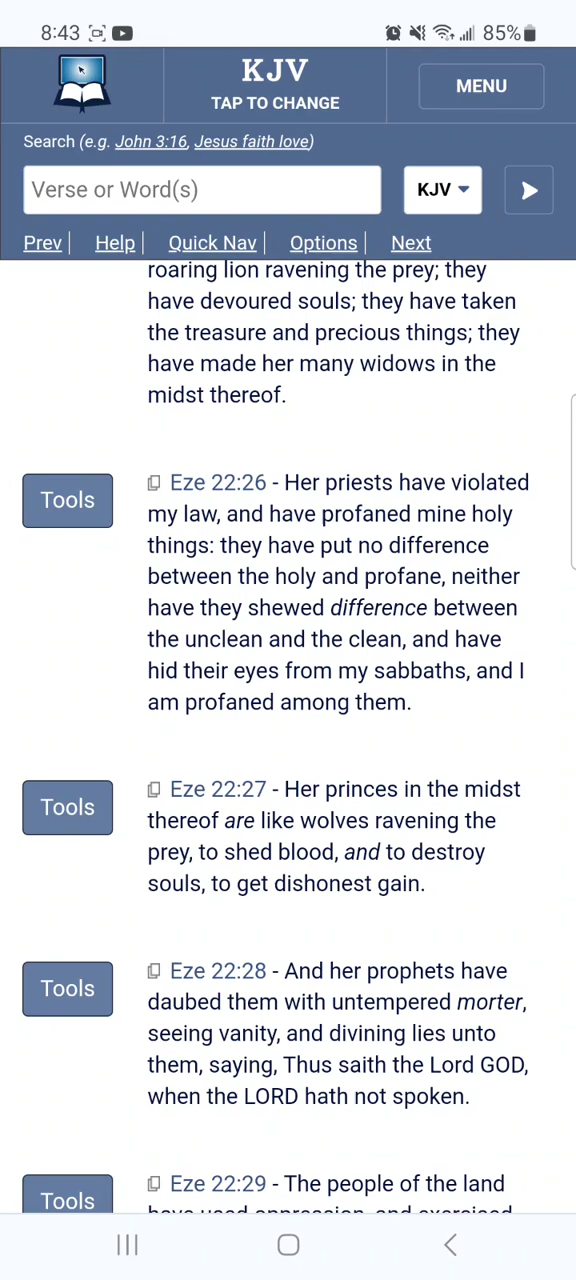 8:43 85%
KJV
TAP TO CHANGE
MENU
Search (e.g. John 3:16, Jesus faith love)
Verse or Word(s)
KJV
Prev Help Quick Nav Options Next
roaring lion ravening the prey; they
have devoured souls; they have taken
the treasure and precious things; they
have made her many widows in the
midst thereof.
Tools
Eze 22:26 - Her priests have violated
my law, and have profaned mine holy
things: they have put no difference
between the holy and profane, neither
have they shewed difference between
the unclean and the clean, and have
hid their eyes from my sabbaths, and I
am profaned among them.
Tools
Eze 22:27 - Her princes in the midst
thereof are like wolves ravening the
prey, to shed blood, and to destroy
souls, to get dishonest gain.
Tools
Eze 22:28 - And her prophets have
daubed them with untempered morter,
seeing vanity, and divining lies unto
them, saying, Thus saith the Lord GOD,
when the LORD hath not spoken.
Tools
Eze 22:29 - The people of the land
have used oppression, and exercised